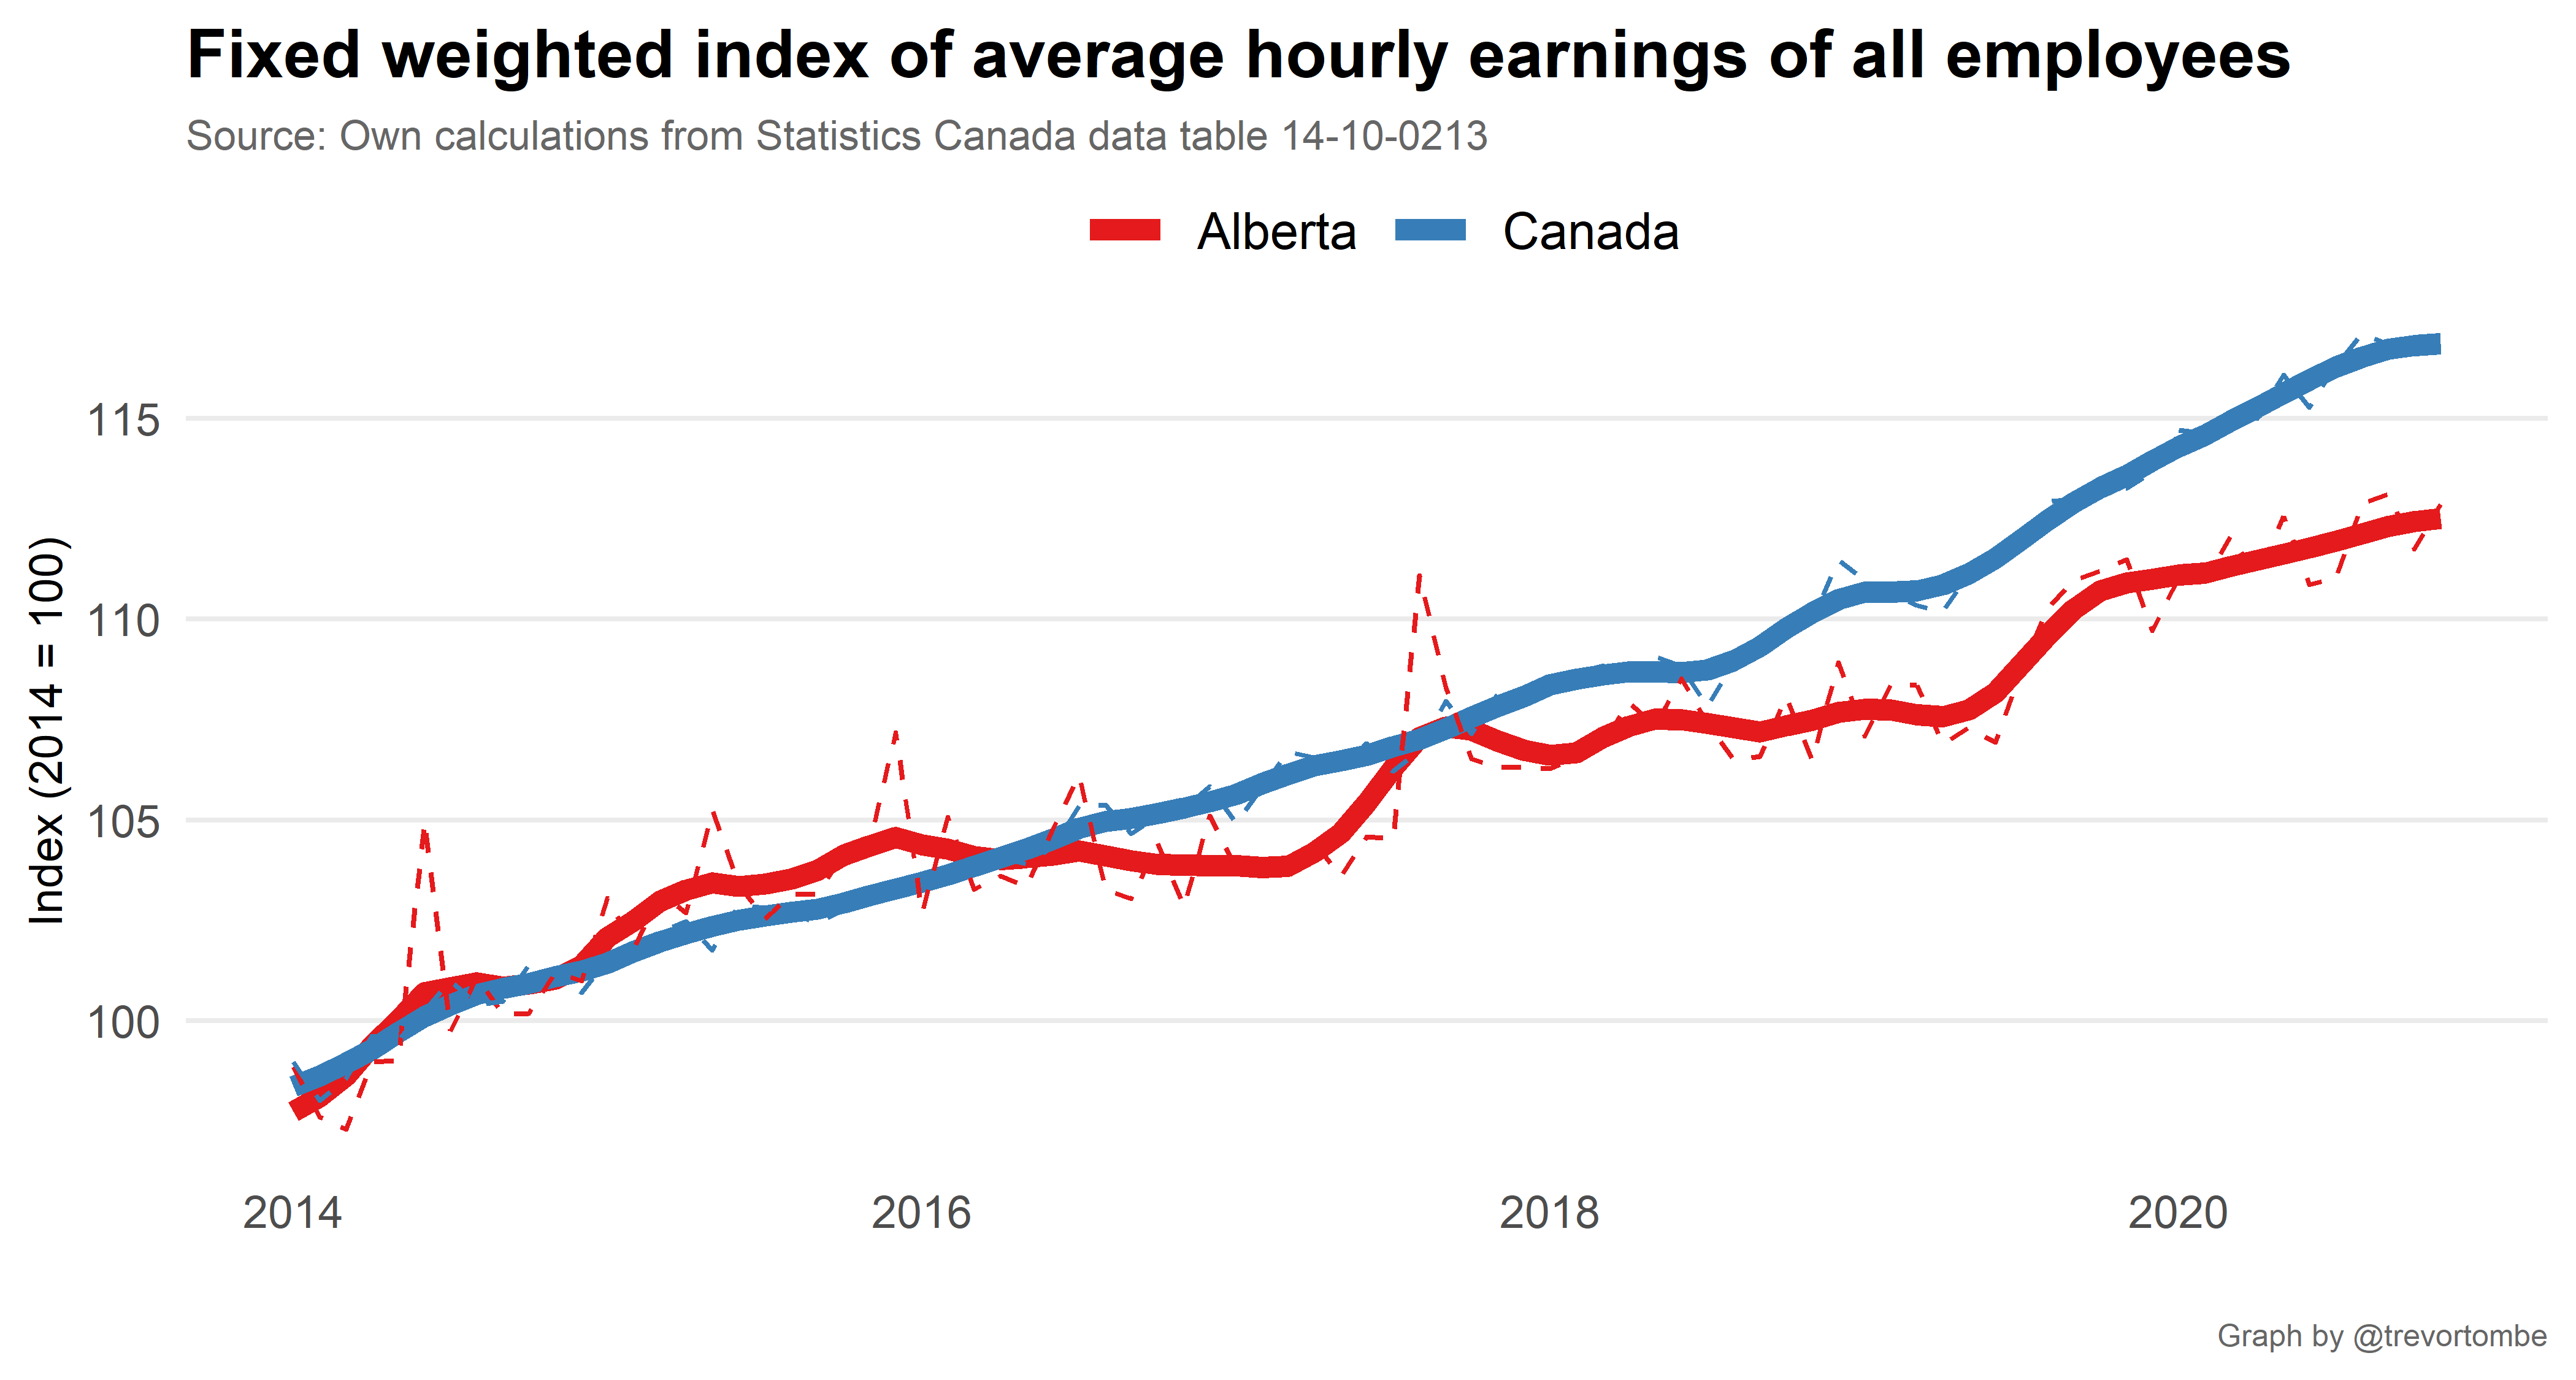 Fixed weighted index of average hourly earnings of all employees
Source: Own calculations from Statistics Canada data table 14-10-0213
Alberta Canada
Index (2014 = 100)
115
110
105
100
2014 2016 2018 2020
Graph by @trevortombe